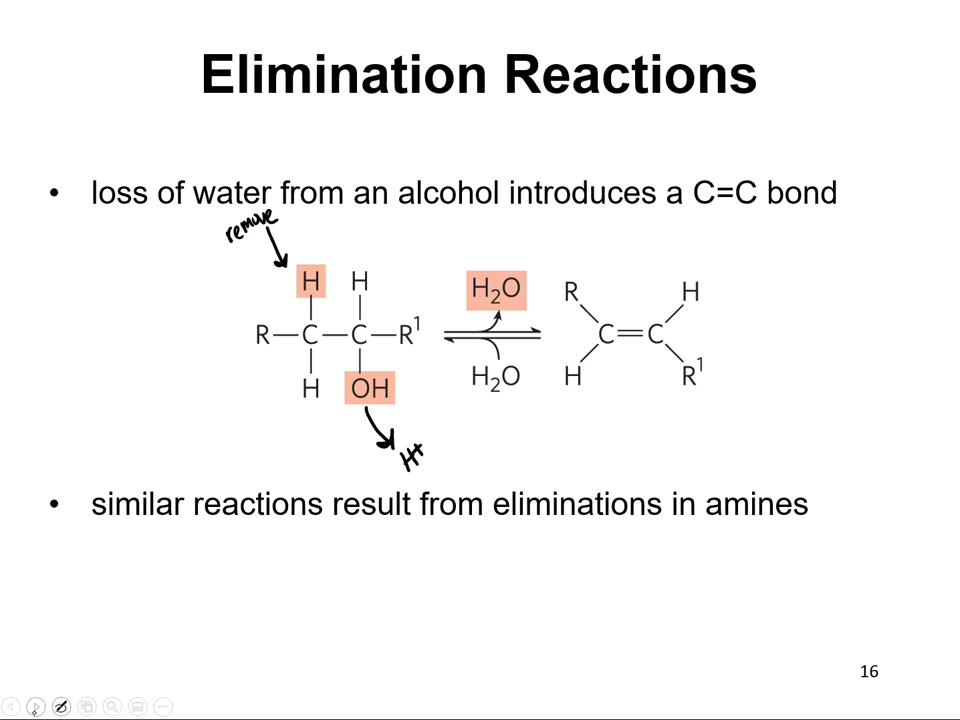 Elimination Reactions
• loss of water from an alcohol introduces a C=C bond
remove
H H
H₂O
R H
R—C—C—R¹
C=C
H OH
H₂O
H R¹
H+
• similar reactions result from eliminations in amines
16